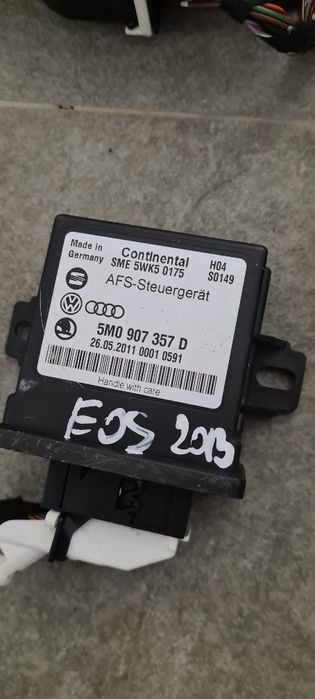 Made in
Germany
Continental
SME 5WK5 0175
H04
S0149
AFS-Steuergerät
5M0 907 357 D
26.05.2011 0001 0591
Handle with care
EOS 2013